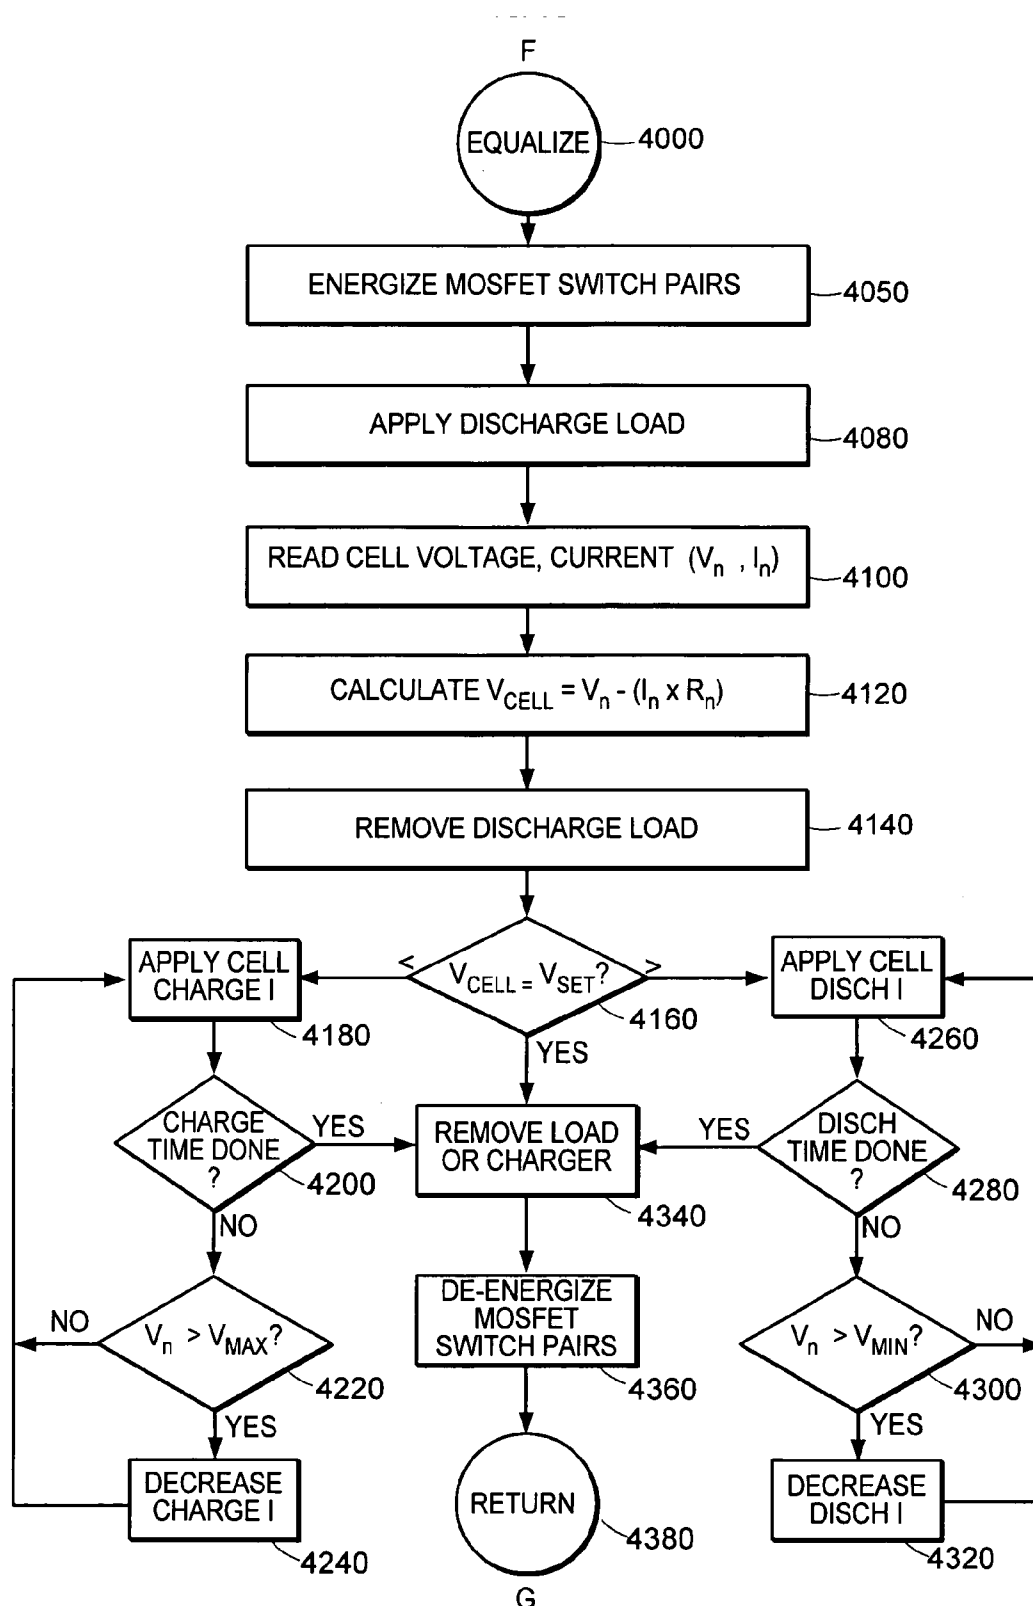 F
EQUALIZE
4000
ENERGIZE MOSFET SWITCH PAIRS
4050
APPLY DISCHARGE LOAD
4080
READ CELL VOLTAGE, CURRENT (Vn , In)
4100
CALCULATE VCELL = Vn - (In x Rn)
4120
REMOVE DISCHARGE LOAD
4140
<
VCELL = VSET?
>
4160
YES
APPLY CELL
CHARGE I
4180
APPLY CELL
DISCH I
4260
CHARGE
TIME DONE
?
4200
YES
NO
REMOVE LOAD
OR CHARGER
4340
YES
DISCH
TIME DONE
?
4280
NO
NO
Vn > VMAX?
4220
YES
DE-ENERGIZE
MOSFET
SWITCH PAIRS
4360
Vn > VMIN?
NO
4300
YES
DECREASE
CHARGE I
4240
RETURN
4380
DECREASE
DISCH I
4320
G